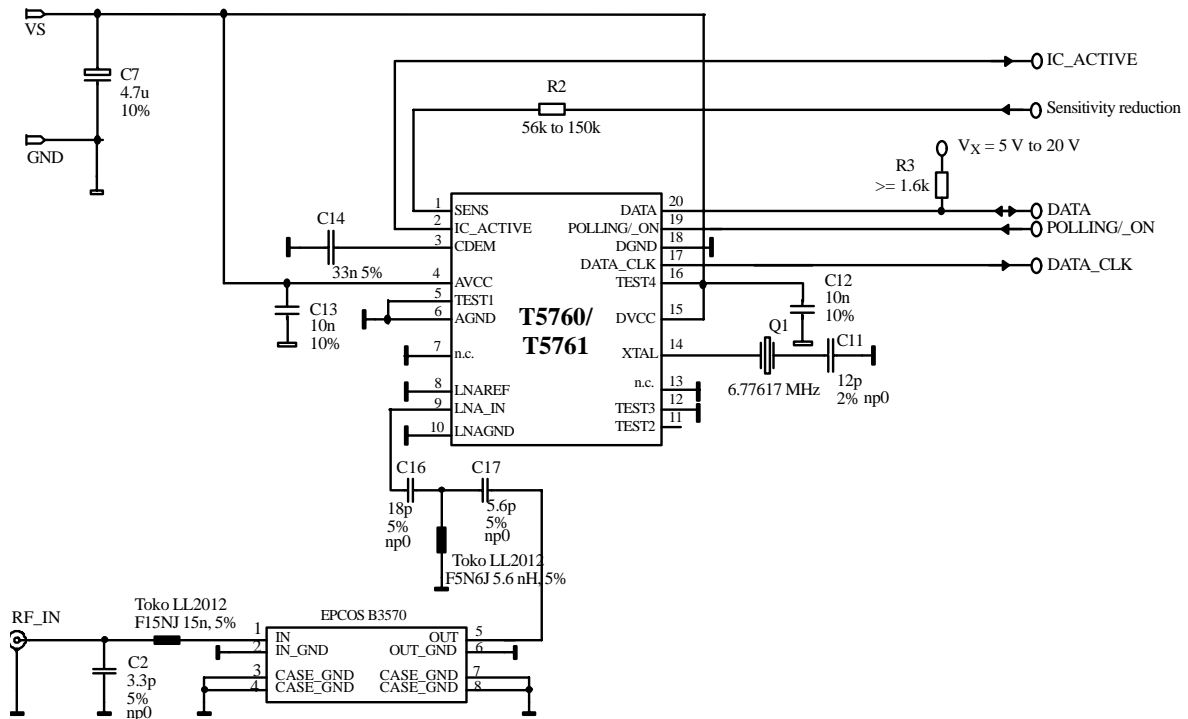 VS
C7
4.7u
10%
GND
IC_ACTIVE
R2
56k to 150k
Sensitivity reduction
VX = 5 V to 20 V
R3
>= 1.6k
DATA
POLLING/_ON
DATA_CLK
C14
33n 5%
C13
10n
10%
1 SENS
2 IC_ACTIVE
3 CDEM
4 AVCC
5 TEST1
6 AGND
7 n.c.
8 LNAREF
9 LNA_IN
10 LNAGND
T5760/
T5761
DATA 20
POLLING/_ON 19
DGND 18
DATA_CLK 17
TEST4 16
DVCC 15
XTAL 14
n.c. 13
TEST3 12
TEST2 11
C12
10n
10%
Q1
6.77617 MHz
C11
12p
2% np0
C16
18p
5%
np0
C17
5.6p
5%
np0
Toko LL2012
F5N6J 5.6 nH, 5%
RF_IN
C2
3.3p
5%
np0
Toko LL2012
F15NJ 15n, 5%
EPCOS B3570
1 IN OUT 5
2 IN_GND OUT_GND 6
3 CASE_GND CASE_GND 7
4 CASE_GND CASE_GND 8